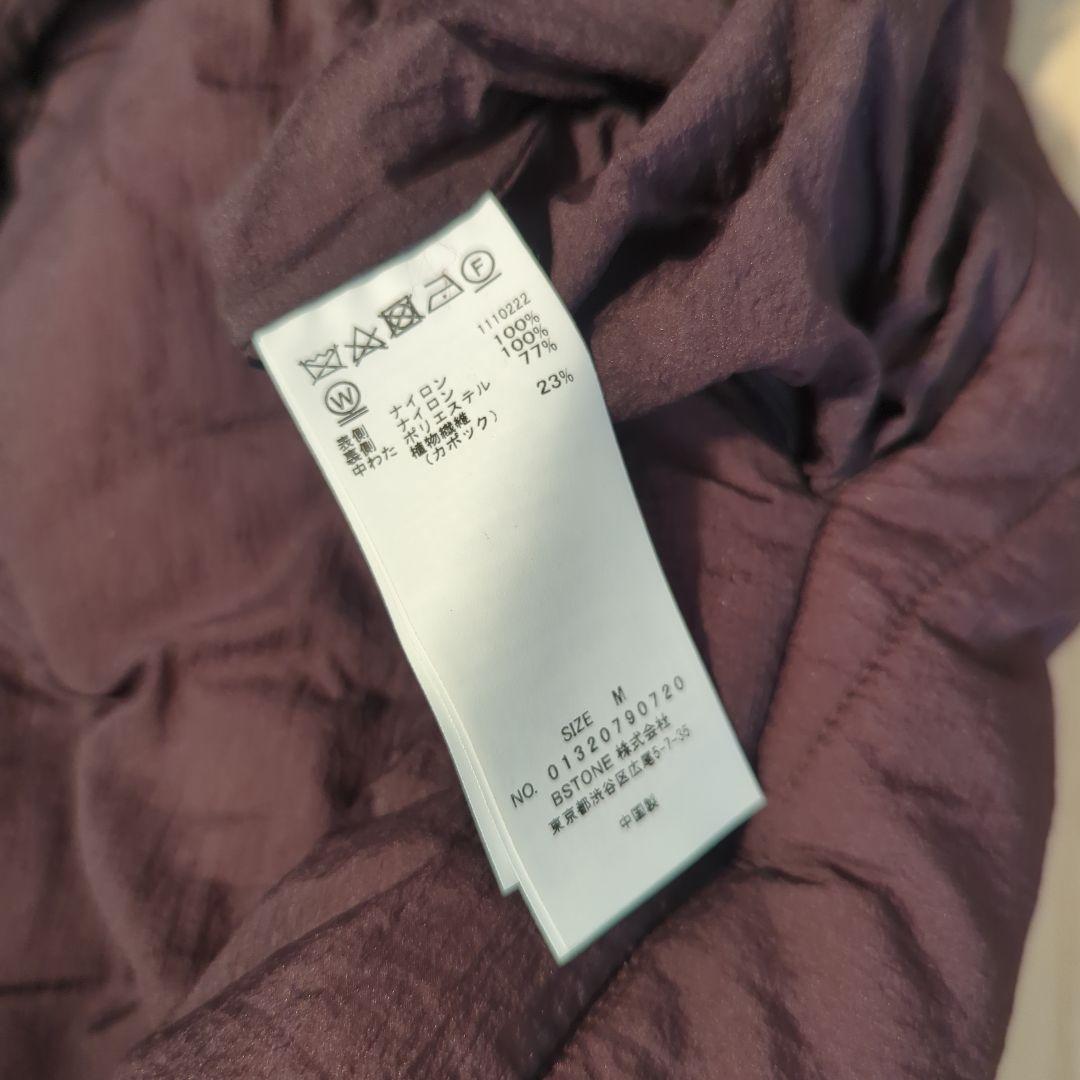 F
W
1110222
表側 ナイロン 100%
裏側 ナイロン 100%
中わた ポリエステル 77%
植物繊維 23%
(カポック)
SIZE M
NO. 01320790720
BSTONE 株式会社
東京都渋谷区広尾5-7-35
中国製